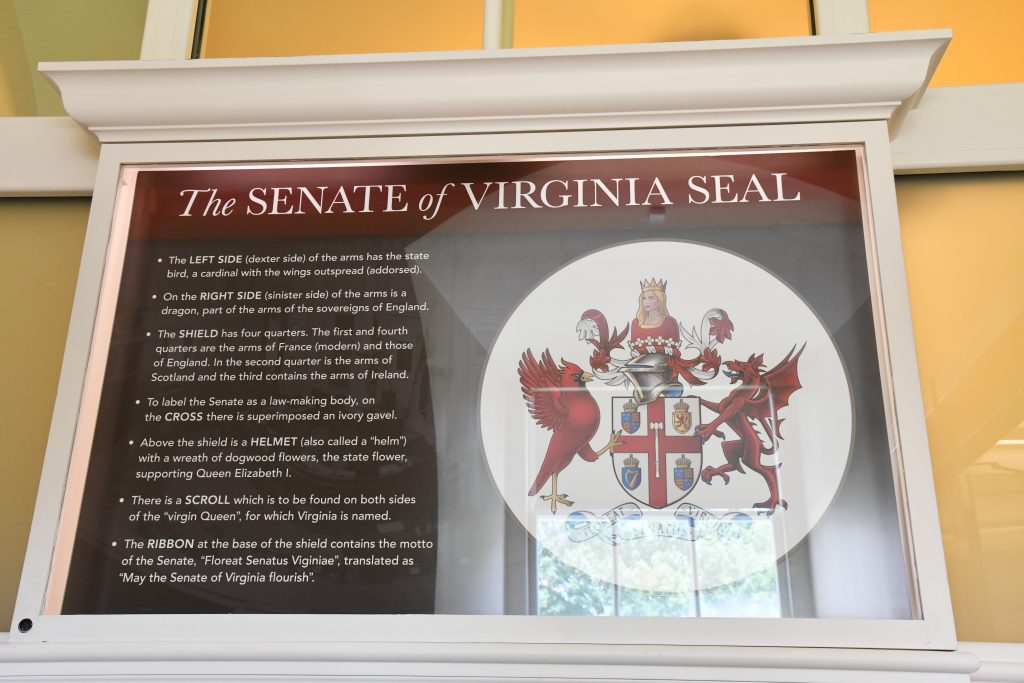 The SENATE of VIRGINIA SEAL
• The LEFT SIDE (dexter side) of the arms has the state
bird, a cardinal with the wings outspread (addorsed).
• On the RIGHT SIDE (sinister side) of the arms is a
dragon, part of the arms of the sovereigns of England.
• The SHIELD has four quarters. The first and fourth
quarters are the arms of France (modern) and those
of England. In the second quarter is the arms of
Scotland and the third contains the arms of Ireland.
• To label the Senate as a law-making body, on
the CROSS there is superimposed an ivory gavel.
• Above the shield is a HELMET (also called a “helm”)
with a wreath of dogwood flowers, the state flower,
supporting Queen Elizabeth I.
• There is a SCROLL which is to be found on both sides
of the “virgin Queen”, for which Virginia is named.
• The RIBBON at the base of the shield contains the motto
of the Senate, “Floreat Senatus Viginiae”, translated as
“May the Senate of Virginia flourish”.